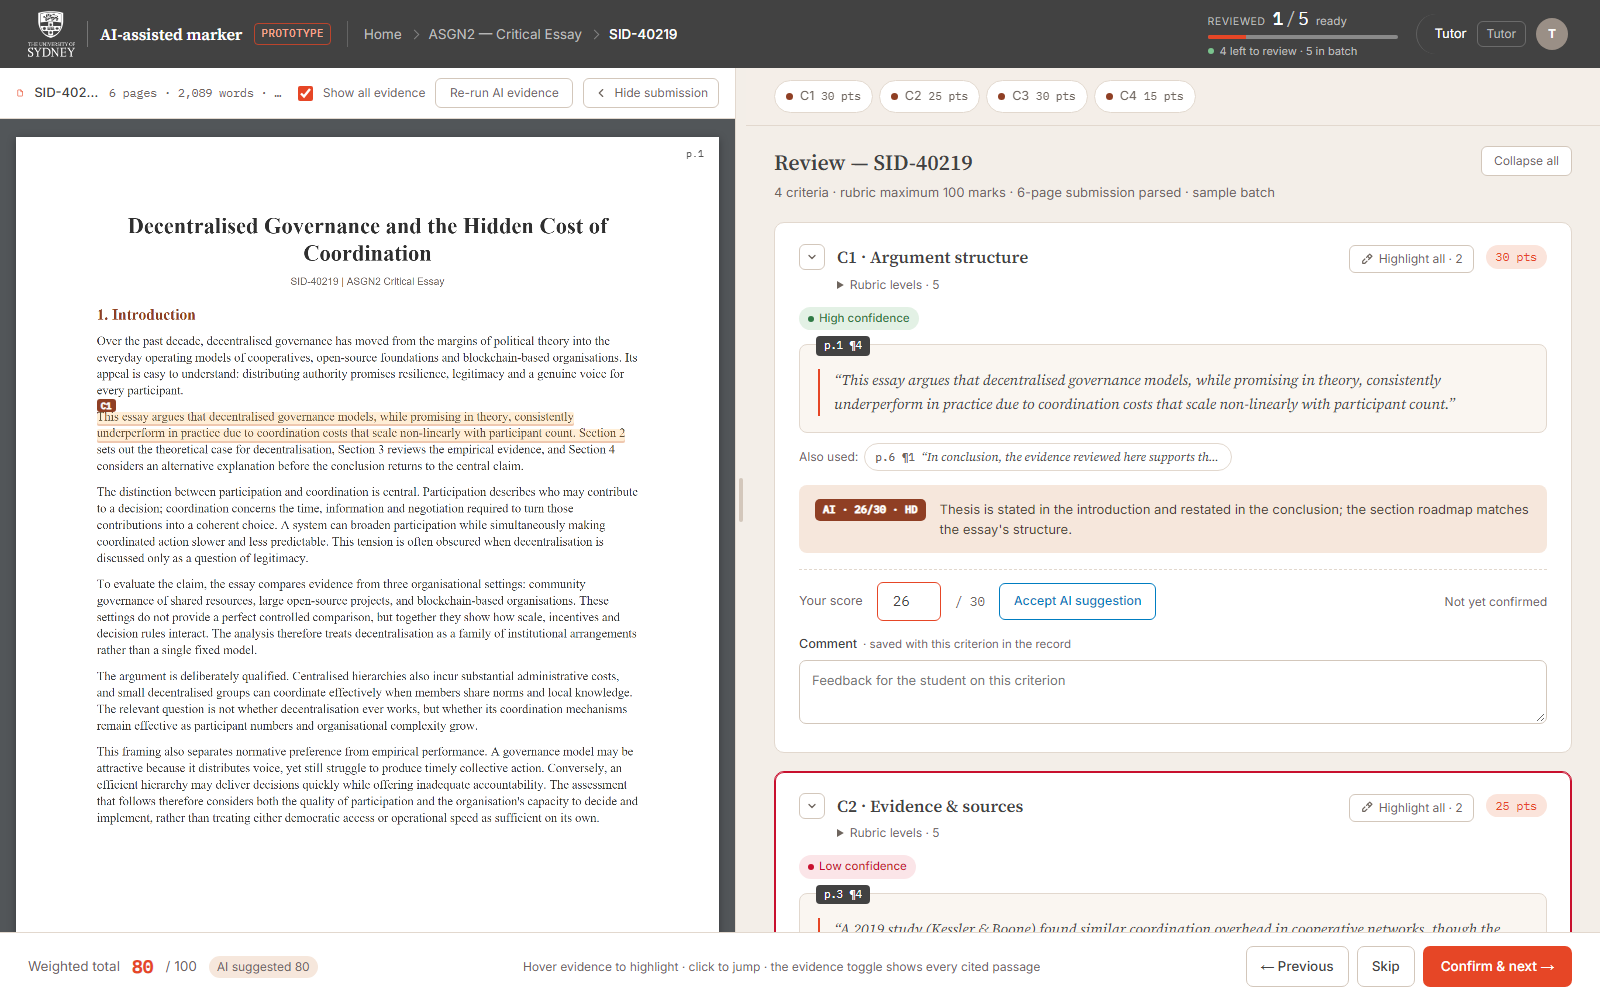 THE UNIVERSITY OF
SYDNEY
AI-assisted marker
PROTOTYPE
Home
ASGN2 — Critical Essay
SID-40219
REVIEWED 1 / 5 ready
4 left to review · 5 in batch
Tutor
Tutor
T
SID-402...
6 pages · 2,089 words · …
Show all evidence
Re-run AI evidence
Hide submission
p.1
Decentralised Governance and the Hidden Cost of
Coordination
SID-40219 | ASGN2 Critical Essay
1. Introduction
Over the past decade, decentralised governance has moved from the margins of political theory into the
everyday operating models of cooperatives, open-source foundations and blockchain-based organisations. Its
appeal is easy to understand: distributing authority promises resilience, legitimacy and a genuine voice for
every participant.
C1
This essay argues that decentralised governance models, while promising in theory, consistently
underperform in practice due to coordination costs that scale non-linearly with participant count. Section 2
sets out the theoretical case for decentralisation, Section 3 reviews the empirical evidence, and Section 4
considers an alternative explanation before the conclusion returns to the central claim.
The distinction between participation and coordination is central. Participation describes who may contribute
to a decision; coordination concerns the time, information and negotiation required to turn those
contributions into a coherent choice. A system can broaden participation while simultaneously making
coordinated action slower and less predictable. This tension is often obscured when decentralisation is
discussed only as a question of legitimacy.
To evaluate the claim, the essay compares evidence from three organisational settings: community
governance of shared resources, large open-source projects, and blockchain-based organisations. These
settings do not provide a perfect controlled comparison, but together they show how scale, incentives and
decision rules interact. The analysis therefore treats decentralisation as a family of institutional arrangements
rather than a single fixed model.
The argument is deliberately qualified. Centralised hierarchies also incur substantial administrative costs,
and small decentralised groups can coordinate effectively when members share norms and local knowledge.
The relevant question is not whether decentralisation ever works, but whether its coordination mechanisms
remain effective as participant numbers and organisational complexity grow.
This framing also separates normative preference from empirical performance. A governance model may be
attractive because it distributes voice, yet still struggle to produce timely collective action. Conversely, an
efficient hierarchy may deliver decisions quickly while offering inadequate accountability. The assessment
that follows therefore considers both the quality of participation and the organisation's capacity to decide and
implement, rather than treating either democratic access or operational speed as sufficient on its own.
C1 30 pts
C2 25 pts
C3 30 pts
C4 15 pts
Review — SID-40219
Collapse all
4 criteria · rubric maximum 100 marks · 6-page submission parsed · sample batch
C1 · Argument structure
Highlight all · 2
30 pts
Rubric levels · 5
High confidence
p.1 ¶4
“This essay argues that decentralised governance models, while promising in theory, consistently
underperform in practice due to coordination costs that scale non-linearly with participant count.”
Also used: p.6 ¶1 “In conclusion, the evidence reviewed here supports th...
AI · 26/30 · HD
Thesis is stated in the introduction and restated in the conclusion; the section roadmap matches
the essay's structure.
Your score 26 / 30 Accept AI suggestion Not yet confirmed
Comment · saved with this criterion in the record
Feedback for the student on this criterion
C2 · Evidence & sources
Highlight all · 2
25 pts
Rubric levels · 5
Low confidence
p.3 ¶4
“A 2019 study (Kessler & Boone) found similar coordination overhead in cooperative networks, though the
Weighted total 80 / 100 AI suggested 80
Hover evidence to highlight · click to jump · the evidence toggle shows every cited passage
← Previous
Skip
Confirm & next →